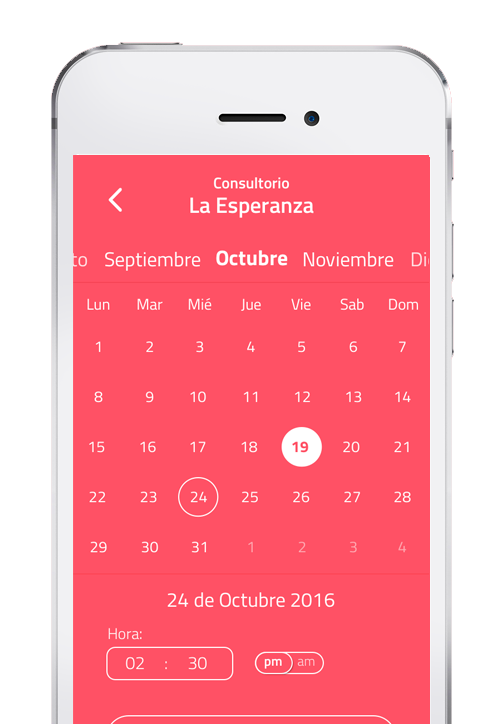 Consultorio
La Esperanza
to Septiembre Octubre Noviembre Di
Lun Mar Mié Jue Vie Sab Dom
1 2 3 4 5 6 7
8 9 10 11 12 13 14
15 16 17 18 19 20 21
22 23 24 25 26 27 28
29 30 31 1 2 3 4
24 de Octubre 2016
Hora:
02 : 30 pm am